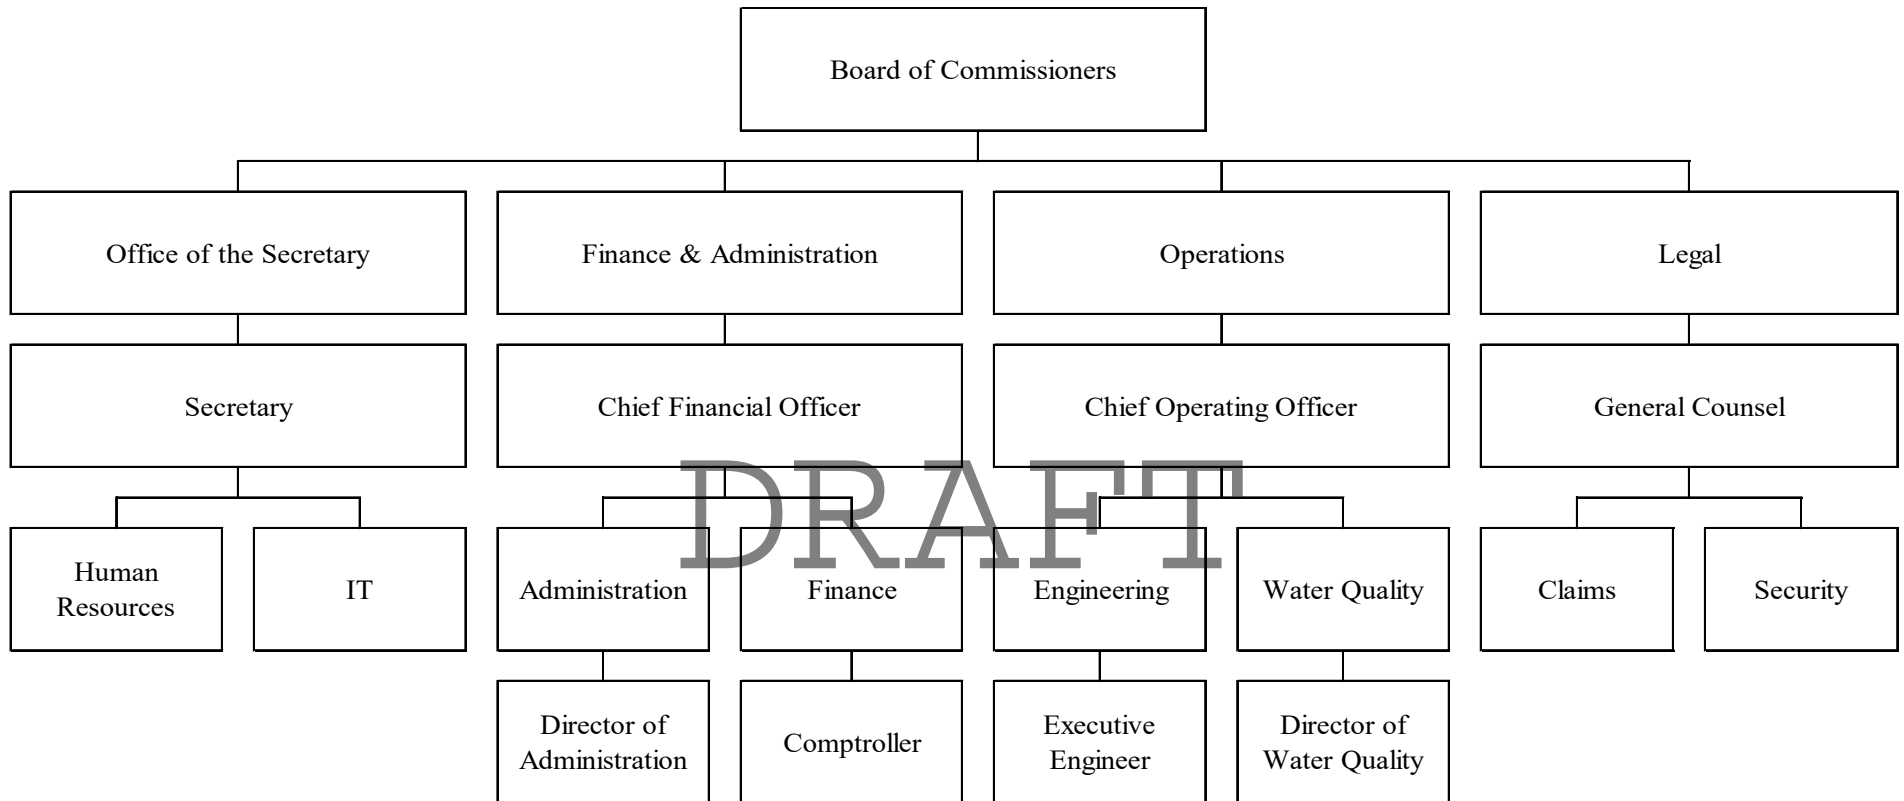 Board of Commissioners
Office of the Secretary
Finance & Administration
Operations
Legal
Secretary
Chief Financial Officer
Chief Operating Officer
General Counsel
DRAFT
Human
Resources
IT
Administration
Finance
Engineering
Water Quality
Claims
Security
Director of
Administration
Comptroller
Executive
Engineer
Director of
Water Quality